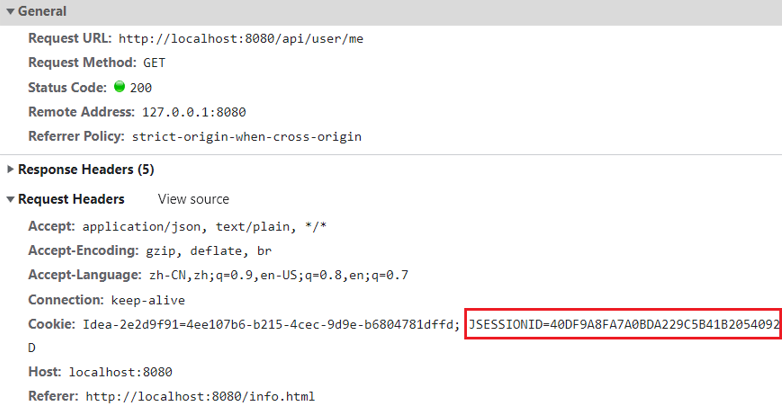 General
Request URL: http://localhost:8080/api/user/me
Request Method: GET
Status Code: 200
Remote Address: 127.0.0.1:8080
Referrer Policy: strict-origin-when-cross-origin
Response Headers (5)
Request Headers View source
Accept: application/json, text/plain, */*
Accept-Encoding: gzip, deflate, br
Accept-Language: zh-CN,zh;q=0.9,en-US;q=0.8,en;q=0.7
Connection: keep-alive
Cookie: Idea-2e2d9f91=4ee107b6-b215-4cec-9d9e-b6804781dffd; JSESSIONID=40DF9A8FA7A0BDA229C5B41B2054092
D
Host: localhost:8080
Referer: http://localhost:8080/info.html